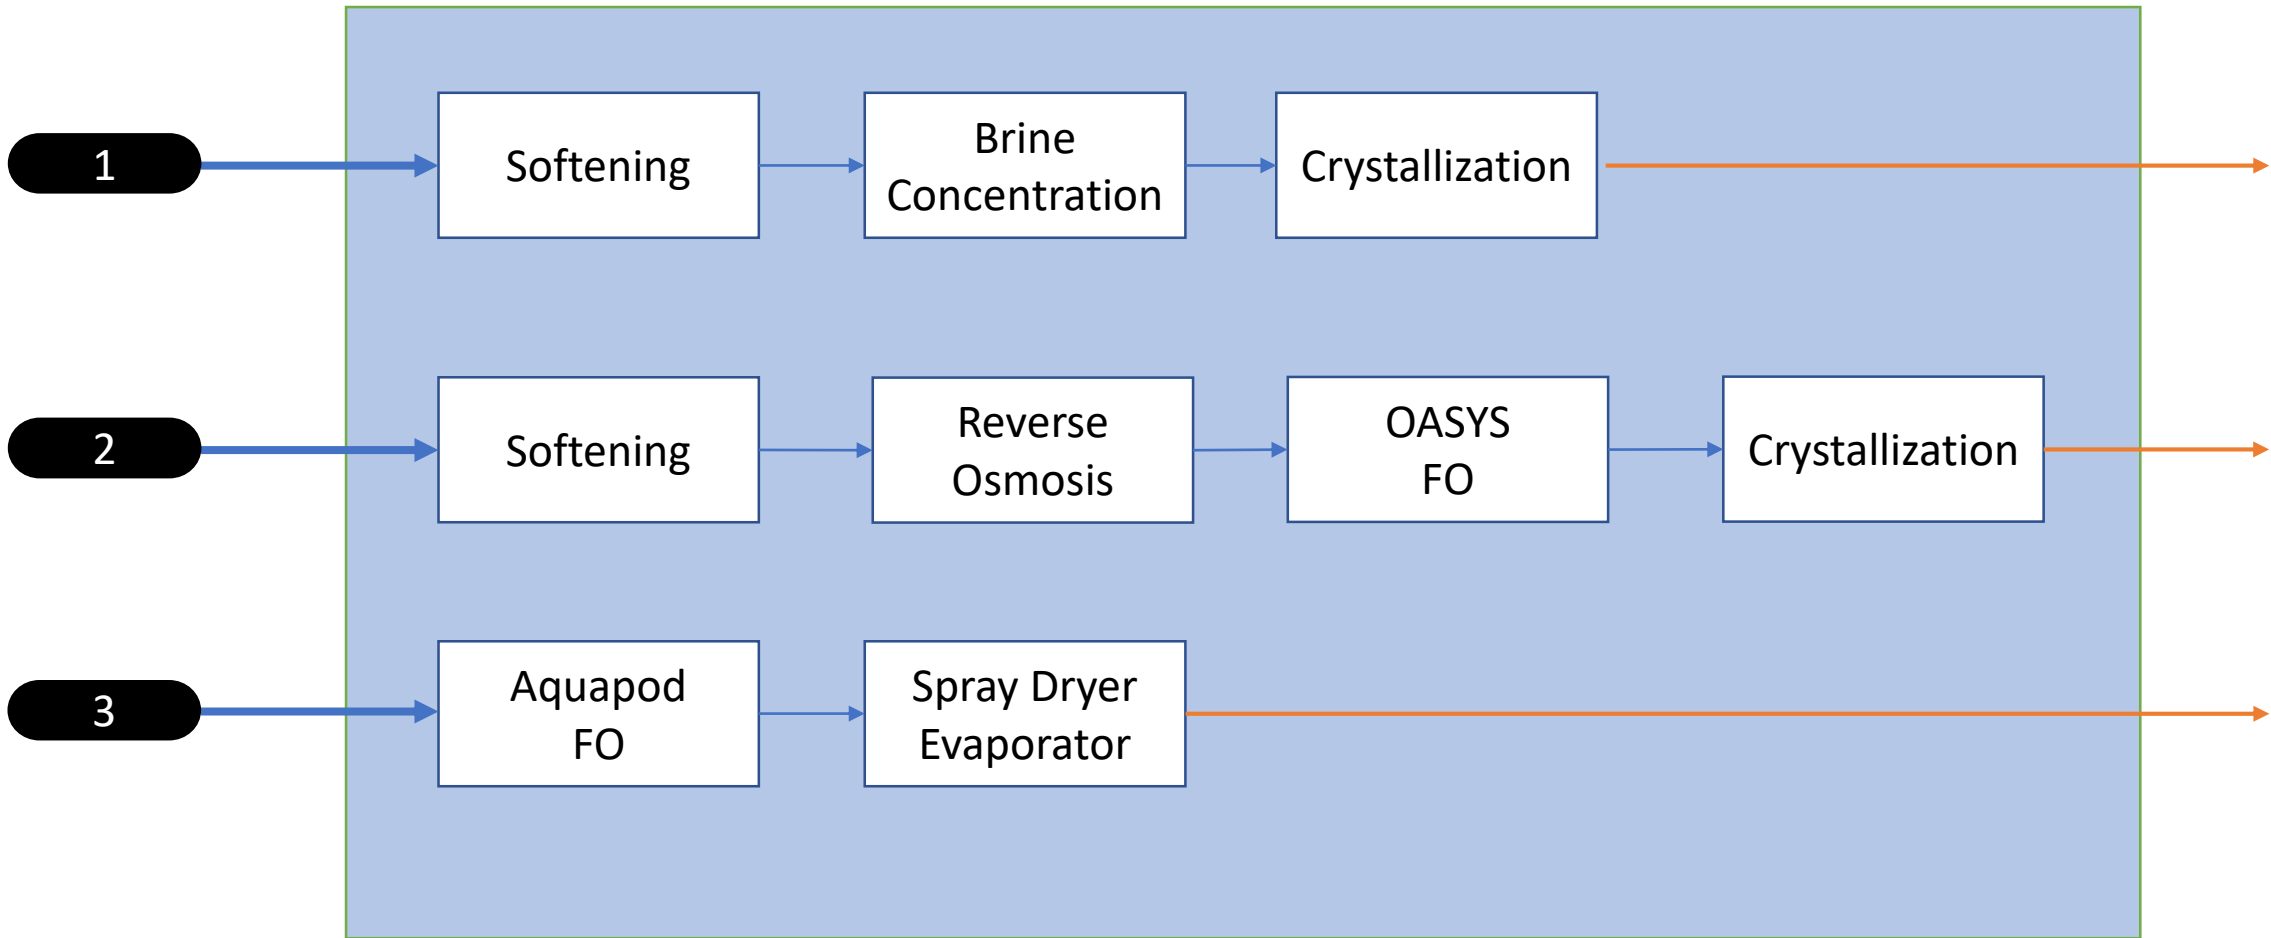 1
Softening
Brine
Concentration
Crystallization
2
Softening
Reverse
Osmosis
OASYS
FO
Crystallization
3
Aquapod
FO
Spray Dryer
Evaporator